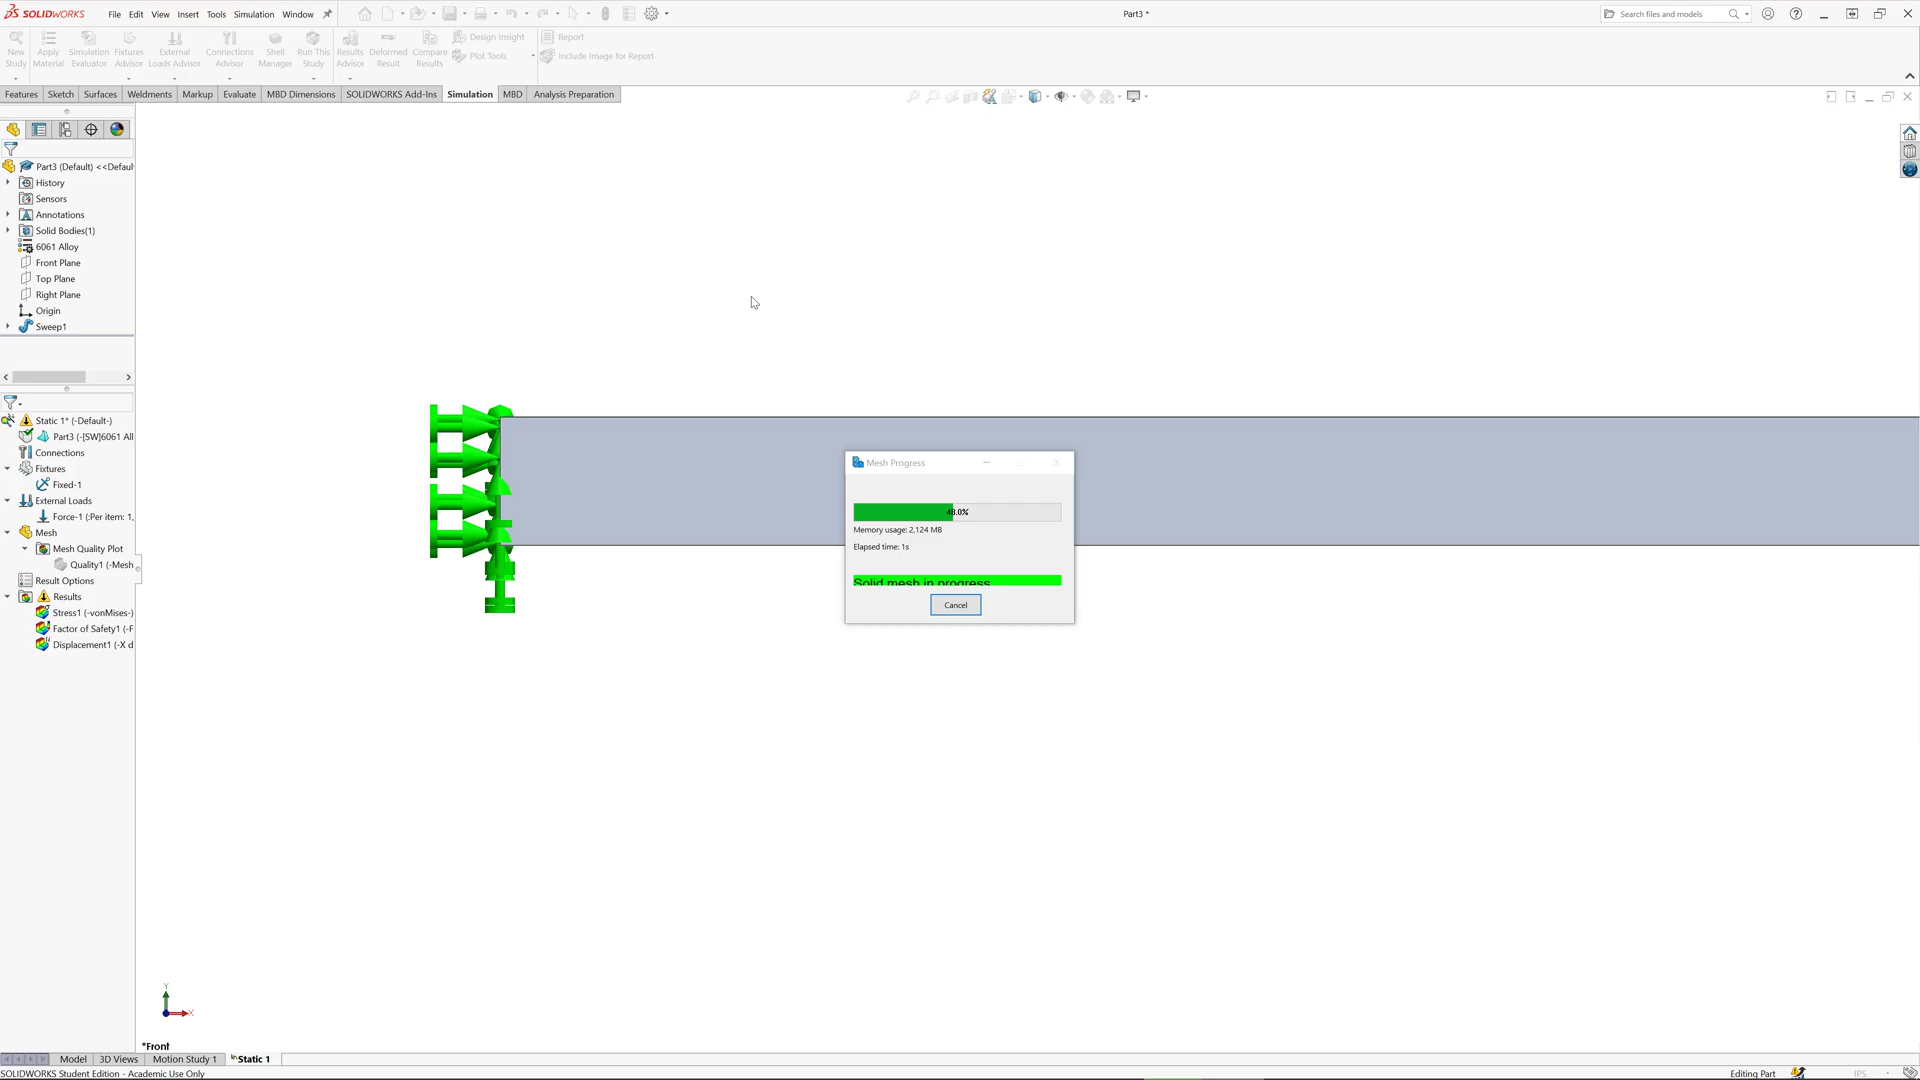 SOLIDWORKS File Edit View Insert Tools Simulation Window Part3 * Search files and models
New Study
Apply Material
Simulation Evaluator
Fixtures Advisor
External Loads Advisor
Connections Advisor
Shell Manager
Run This Study
Results Advisor
Deformed Result
Compare Results
Design Insight
Plot Tools
Report
Include Image for Report
Features Sketch Surfaces Weldments Markup Evaluate MBD Dimensions SOLIDWORKS Add-Ins Simulation MBD Analysis Preparation
Part3 (Default) <<Defaul
History
Sensors
Annotations
Solid Bodies(1)
6061 Alloy
Front Plane
Top Plane
Right Plane
Origin
Sweep1
Static 1* (-Default-)
Part3 (-[SW]6061 All
Connections
Fixtures
Fixed-1
External Loads
Force-1 (:Per item: 1,
Mesh
Mesh Quality Plot
Quality1 (-Mesh
Result Options
Results
Stress1 (-vonMises-)
Factor of Safety1 (-F
Displacement1 (-X d
Mesh Progress
48.0%
Memory usage: 2,124 MB
Elapsed time: 1s
Solid mesh in progress
Cancel
Y
X
*Front
Model 3D Views Motion Study 1 Static 1
SOLIDWORKS Student Edition - Academic Use Only Editing Part IPS